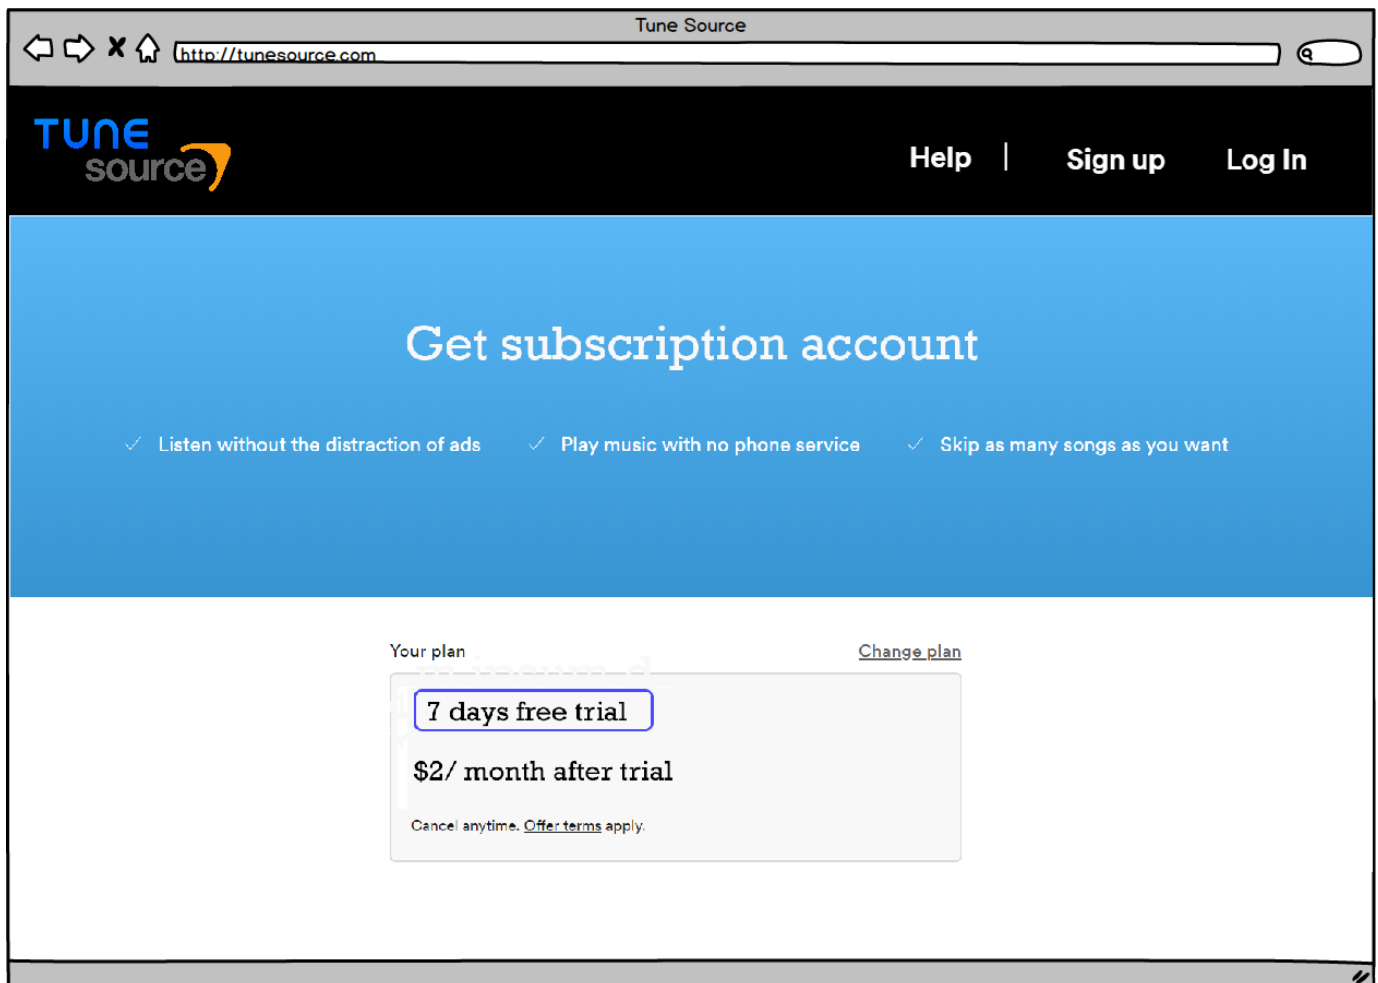 Tune Source
http://tunesource.com
TUNE
source
Help | Sign up Log In
Get subscription account
✓ Listen without the distraction of ads ✓ Play music with no phone service ✓ Skip as many songs as you want
Your plan Change plan
7 days free trial
$2/ month after trial
Cancel anytime. Offer terms apply.